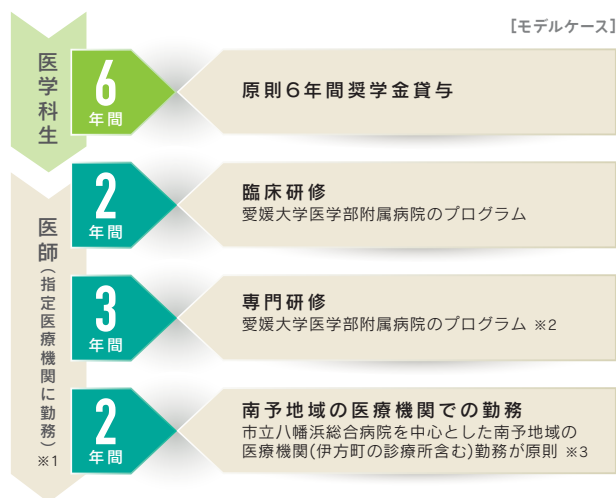 [モデルケース]
医学科生
6
年間
原則6年間奨学金貸与
医師(指定医療機関に勤務)
※1
2
年間
臨床研修
愛媛大学医学部附属病院のプログラム
3
年間
専門研修
愛媛大学医学部附属病院のプログラム ※2
2
年間
南予地域の医療機関での勤務
市立八幡浜総合病院を中心とした南予地域の
医療機関(伊方町の診療所含む)勤務が原則 ※3